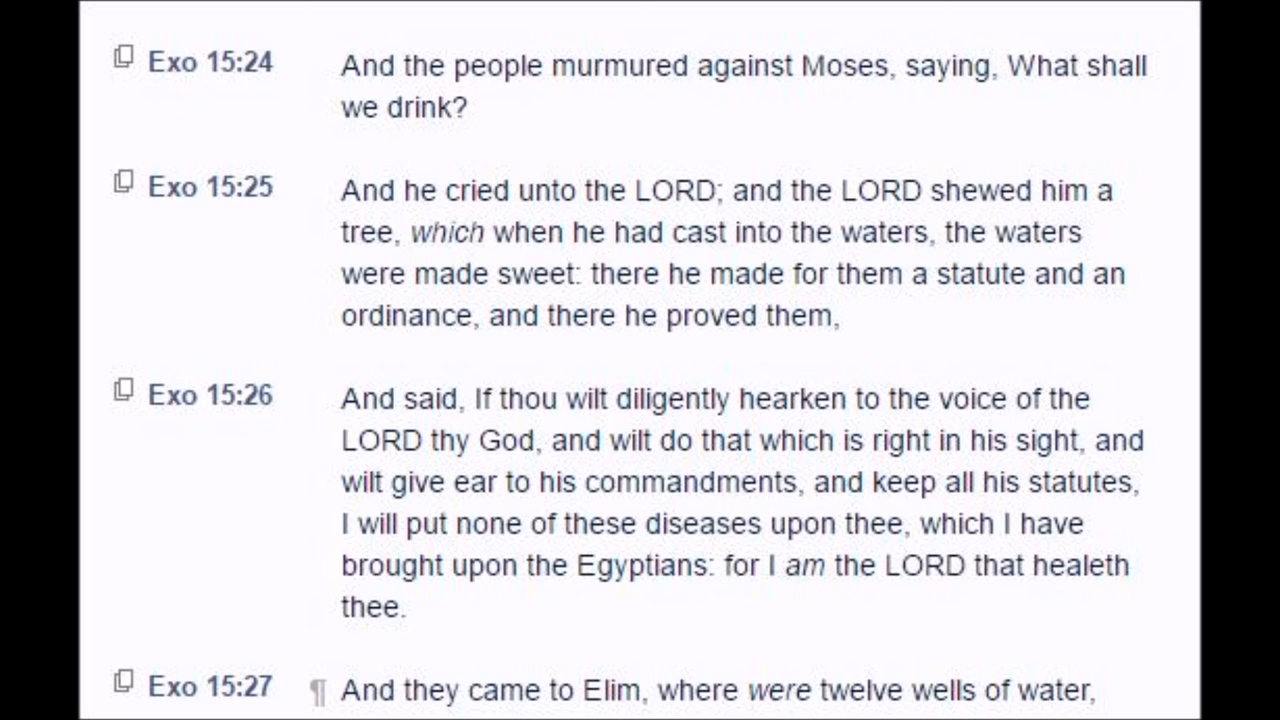 Exo 15:24 And the people murmured against Moses, saying, What shall
we drink?
Exo 15:25 And he cried unto the LORD; and the LORD shewed him a
tree, which when he had cast into the waters, the waters
were made sweet: there he made for them a statute and an
ordinance, and there he proved them,
Exo 15:26 And said, If thou wilt diligently hearken to the voice of the
LORD thy God, and wilt do that which is right in his sight, and
wilt give ear to his commandments, and keep all his statutes,
I will put none of these diseases upon thee, which I have
brought upon the Egyptians: for I am the LORD that healeth
thee.
Exo 15:27 ¶ And they came to Elim, where were twelve wells of water,